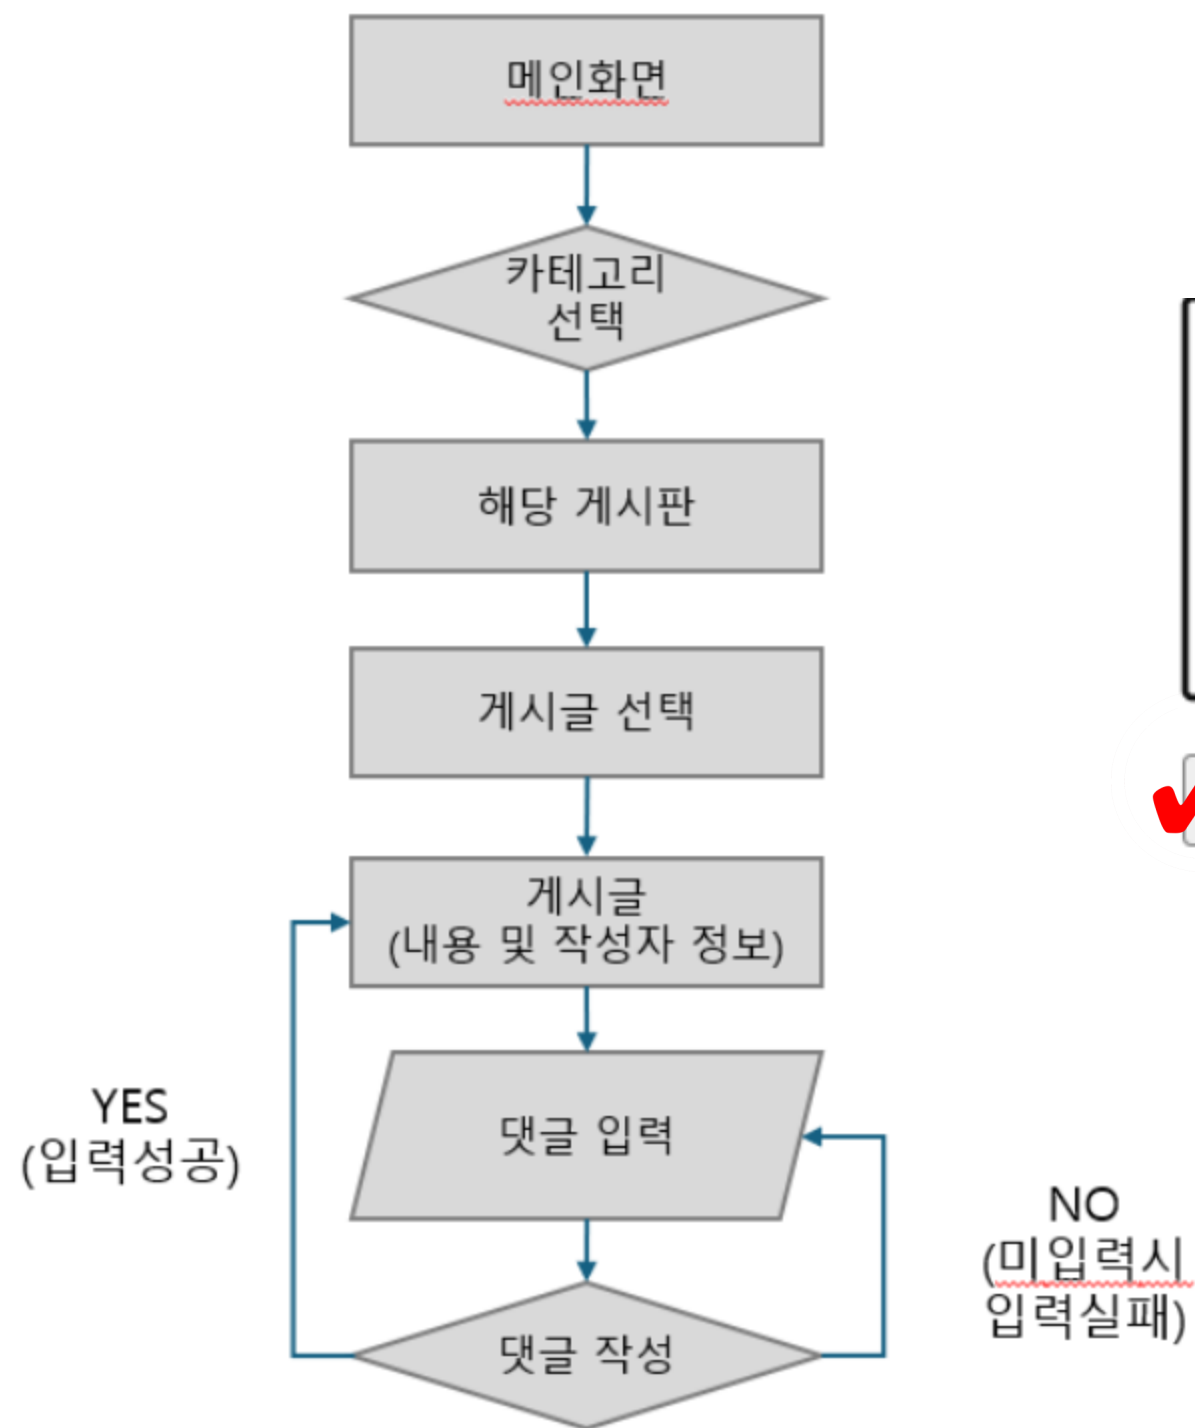 메인화면
카테고리
선택
해당 게시판
게시글 선택
게시글
(내용 및 작성자 정보)
YES
(입력성공)
댓글 입력
NO
(미입력시
입력실패)
댓글 작성